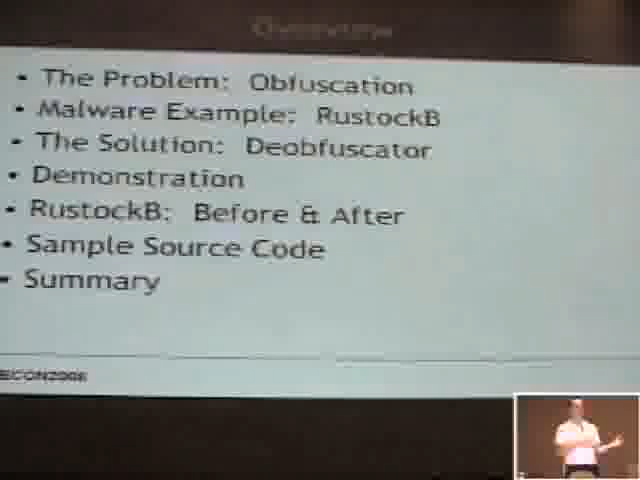 Overview
• The Problem: Obfuscation
• Malware Example: RustockB
• The Solution: Deobfuscator
• Demonstration
• RustockB: Before & After
• Sample Source Code
• Summary